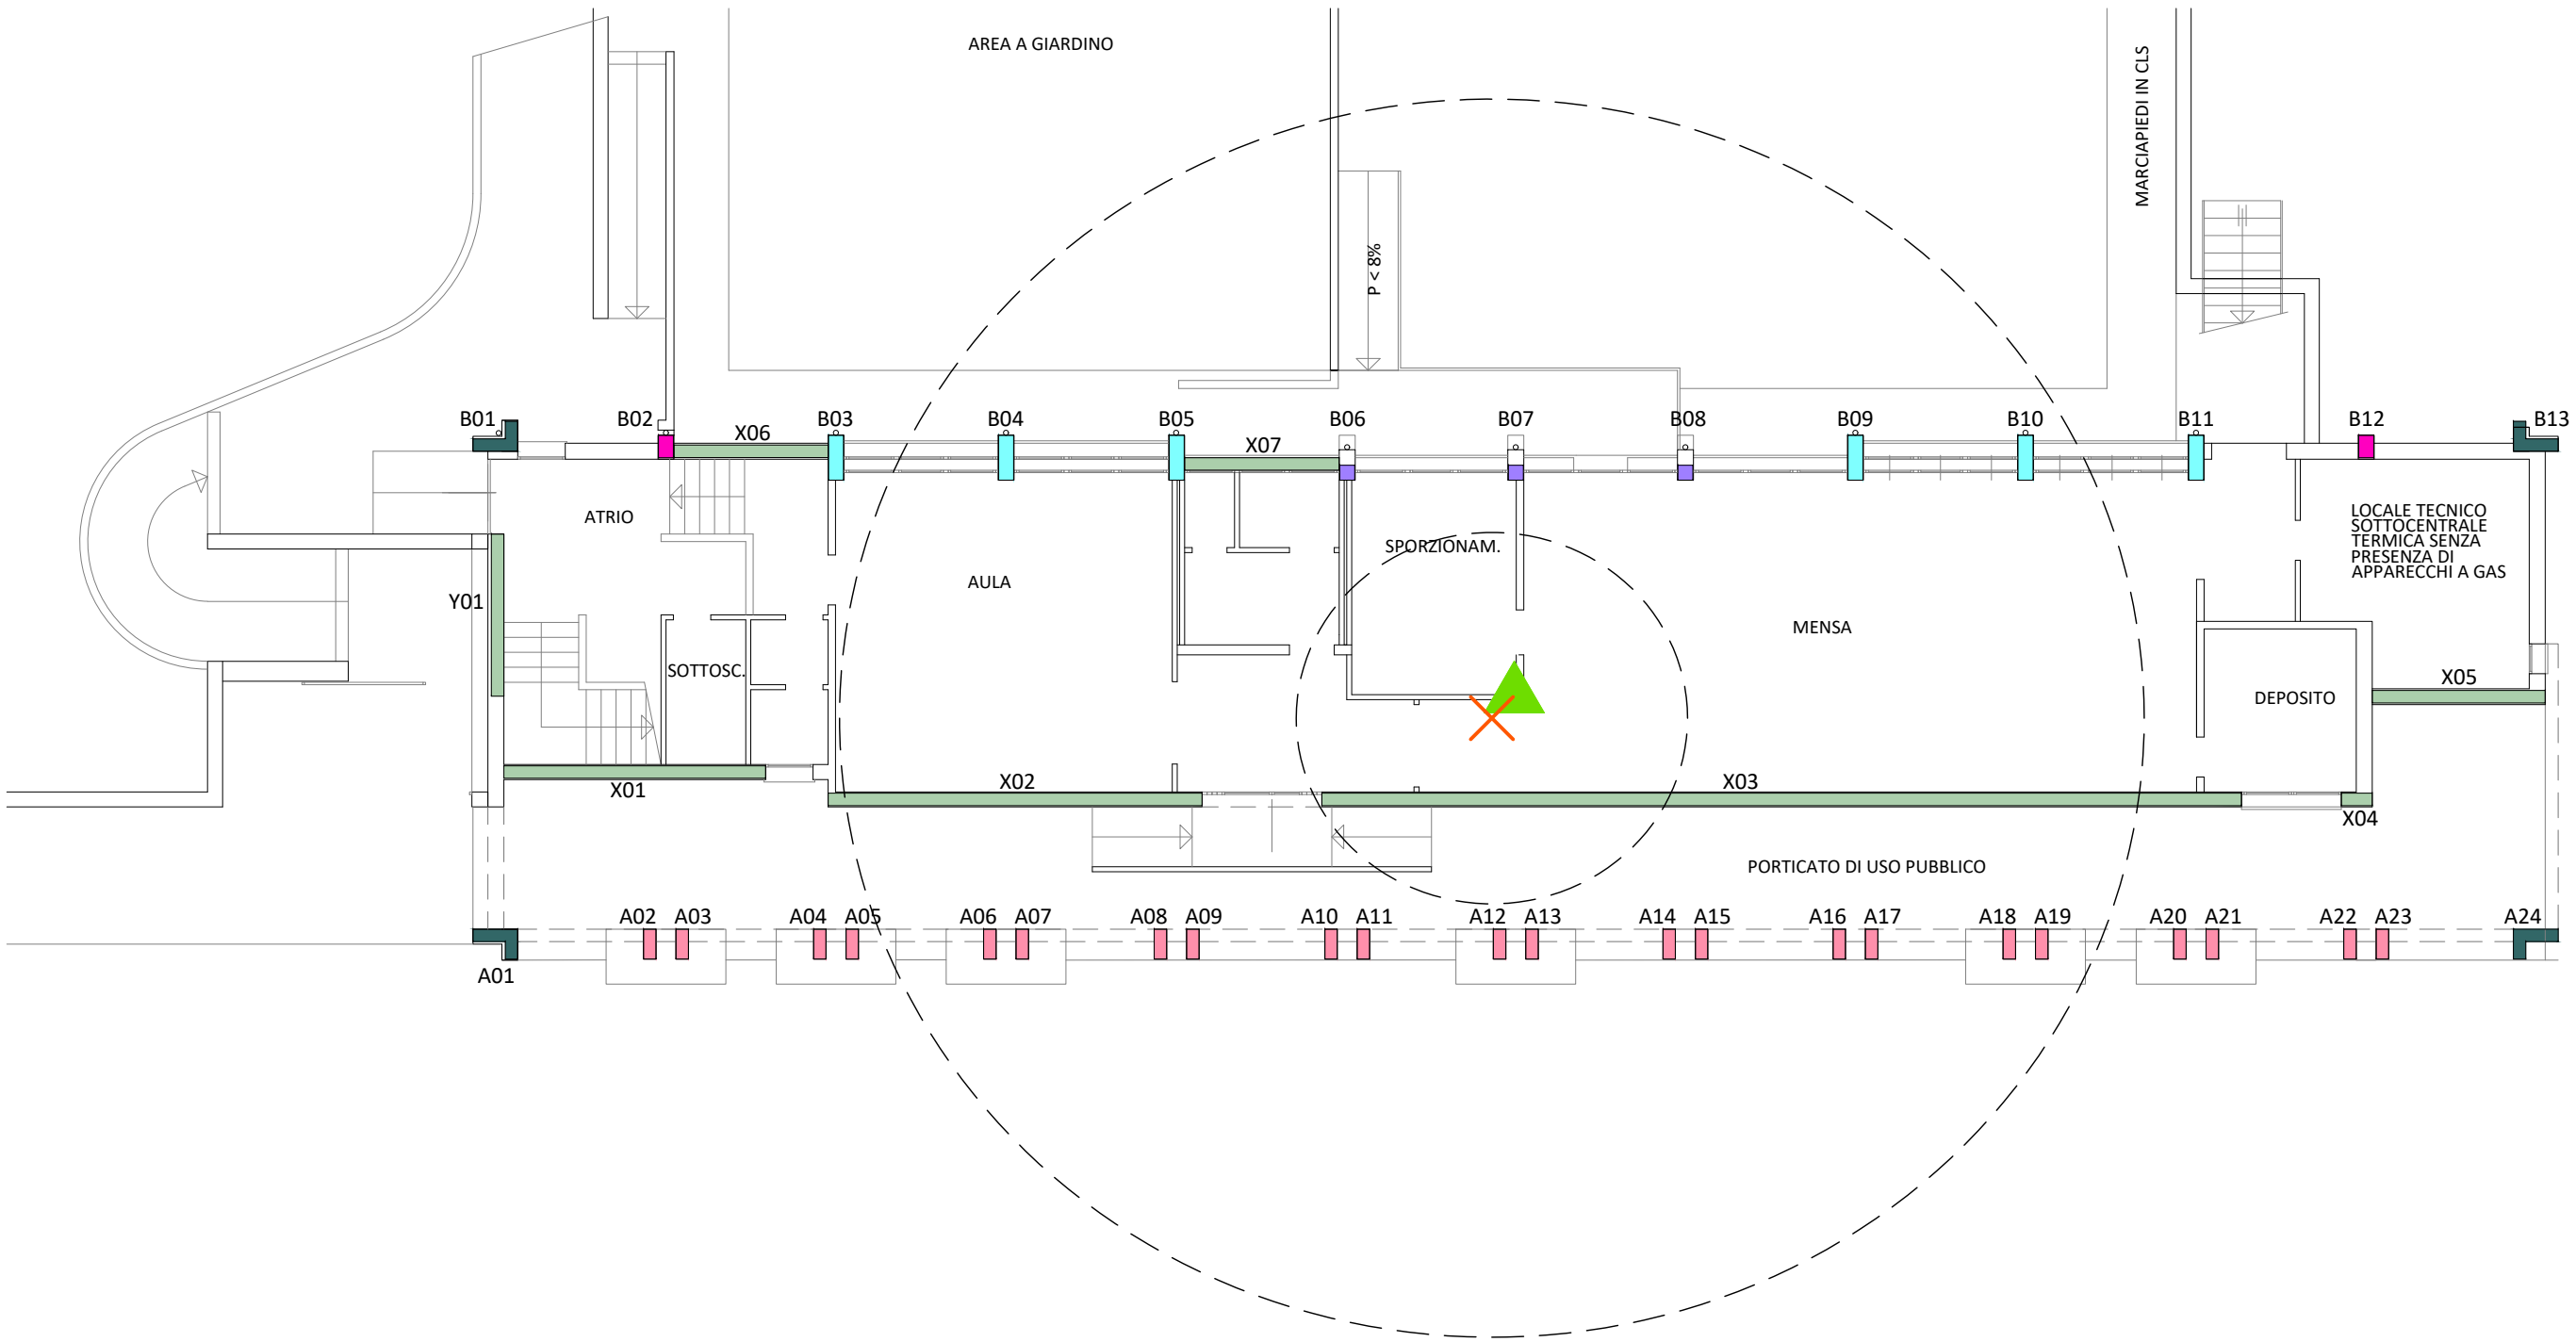 AREA A GIARDINO
MARCIAPIEDI IN CLS
P < 8%
B01
B02
X06
B03
B04
B05
X07
B06
B07
B08
B09
B10
B11
B12
B13
ATRIO
SPORZIONAM.
LOCALE TECNICO
SOTTOCENTRALE
TERMICA SENZA
PRESENZA DI
APPARECCHI A GAS
AULA
Y01
MENSA
SOTTOSC.
DEPOSITO
X05
X01
X02
X03
X04
PORTICATO DI USO PUBBLICO
A02
A03
A04
A05
A06
A07
A08
A09
A10
A11
A12
A13
A14
A15
A16
A17
A18
A19
A20
A21
A22
A23
A24
A01